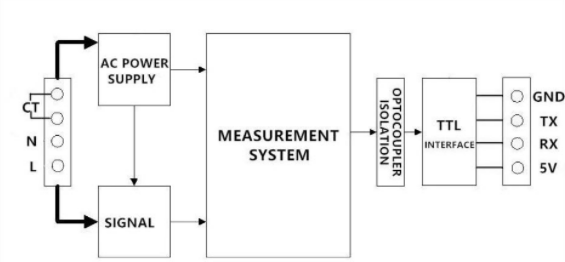 CT
N
L
AC POWER
SUPPLY
SIGNAL
MEASUREMENT
SYSTEM
OPTOCOUPLER
ISOLATION
TTL
INTERFACE
GND
TX
RX
5V